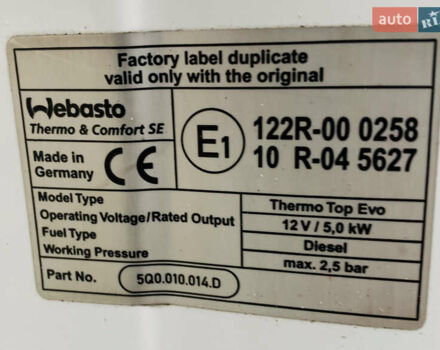 auto RIA
Factory label duplicate
valid only with the original
Webasto
Thermo & Comfort SE
Made in
Germany
CE
E1
122R-00 0258
10 R-04 5627
Model Type
Thermo Top Evo
Operating Voltage/Rated Output
12 V / 5,0 kW
Fuel Type
Diesel
Working Pressure
max. 2,5 bar
Part No.
5Q0.010.014.D